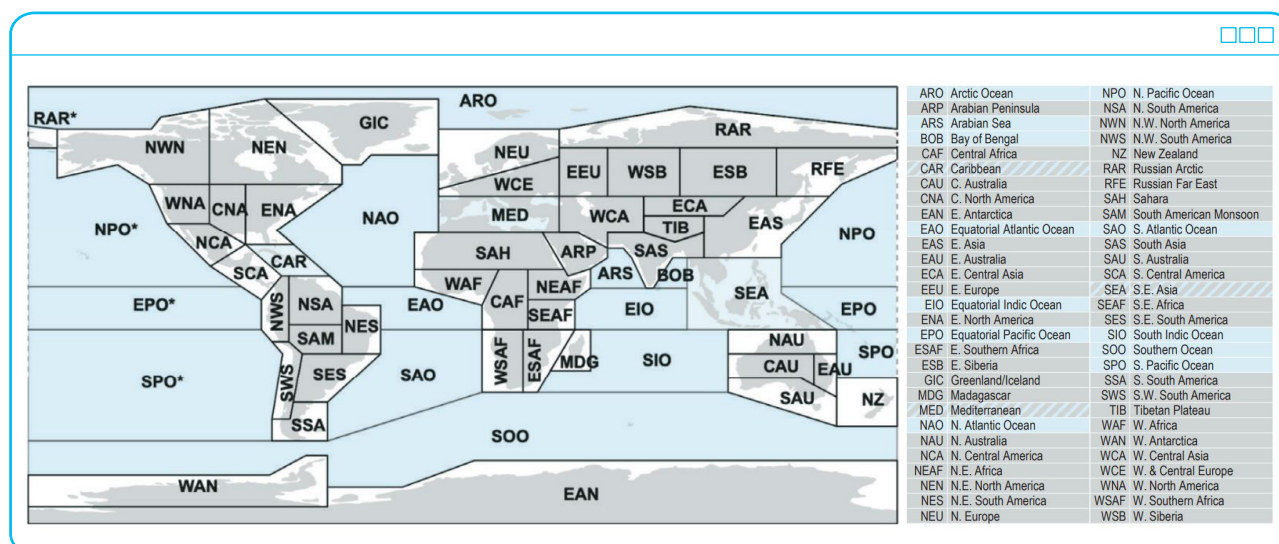 ARO
RAR*
GIC
RAR
NWN
NEN
NEU
EEU
WSB
ESB
RFE
WCE
WNA
CNA
ENA
NAO
MED
WCA
ECA
TIB
EAS
NPO*
NCA
CAR
SCA
SAH
ARP
SAS
NPO
ARS
BOB
WAF
NEAF
SEA
EPO*
NWS
NSA
EAO
CAF
SEAF
EIO
EPO
NES
SAM
NAU
SPO
SPO*
SWS
SES
SAO
WSAF
ESAF
MDG
SIO
CAU
EAU
SAU
NZ
SSA
SOO
WAN
EAN
ARO Arctic Ocean
ARP Arabian Peninsula
ARS Arabian Sea
BOB Bay of Bengal
CAF Central Africa
CAR Caribbean
CAU C. Australia
CNA C. North America
EAN E. Antarctica
EAO Equatorial Atlantic Ocean
EAS E. Asia
EAU E. Australia
ECA E. Central Asia
EEU E. Europe
EIO Equatorial Indic Ocean
ENA E. North America
EPO Equatorial Pacific Ocean
ESAF E. Southern Africa
ESB E. Siberia
GIC Greenland/Iceland
MDG Madagascar
MED Mediterranean
NAO N. Atlantic Ocean
NAU N. Australia
NCA N. Central America
NEAF N.E. Africa
NEN N.E. North America
NES N.E. South America
NEU N. Europe
NPO N. Pacific Ocean
NSA N. South America
NWN N.W. North America
NWS N.W. South America
NZ New Zealand
RAR Russian Arctic
RFE Russian Far East
SAH Sahara
SAM South American Monsoon
SAO S. Atlantic Ocean
SAS South Asia
SAU S. Australia
SCA S. Central America
SEA S.E. Asia
SEAF S.E. Africa
SES S.E. South America
SIO South Indic Ocean
SOO Southern Ocean
SPO S. Pacific Ocean
SSA S. South America
SWS S.W. South America
TIB Tibetan Plateau
WAF W. Africa
WAN W. Antarctica
WCA W. Central Asia
WCE W. & Central Europe
WNA W. North America
WSAF W. Southern Africa
WSB W. Siberia